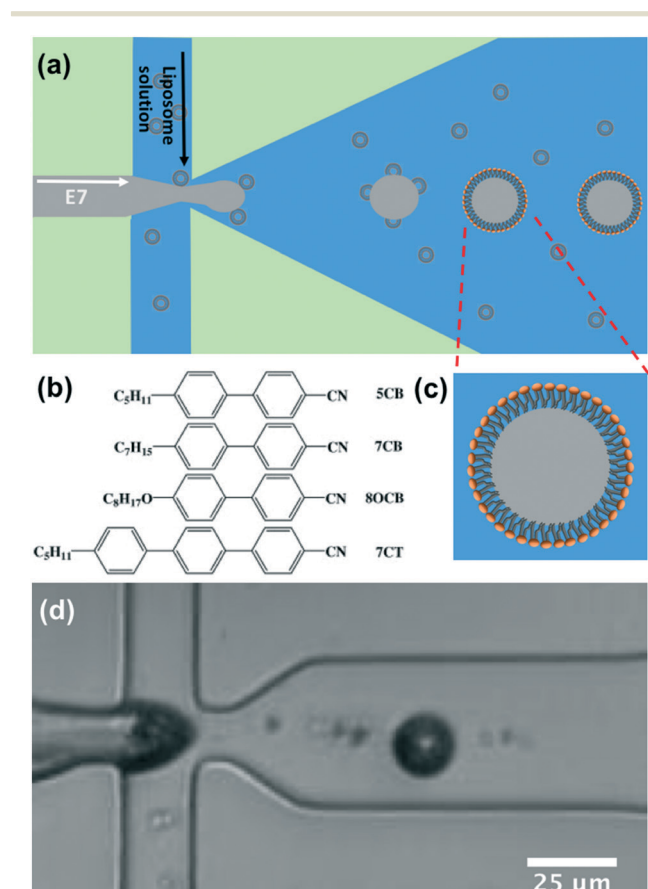 (a)
Liposome
solution
E7
(b)
C₅H₁₁ CN 5CB
C₇H₁₅ CN 7CB
C₈H₁₇O CN 8OCB
C₅H₁₁ CN 7CT
(c)
(d)
25 μm